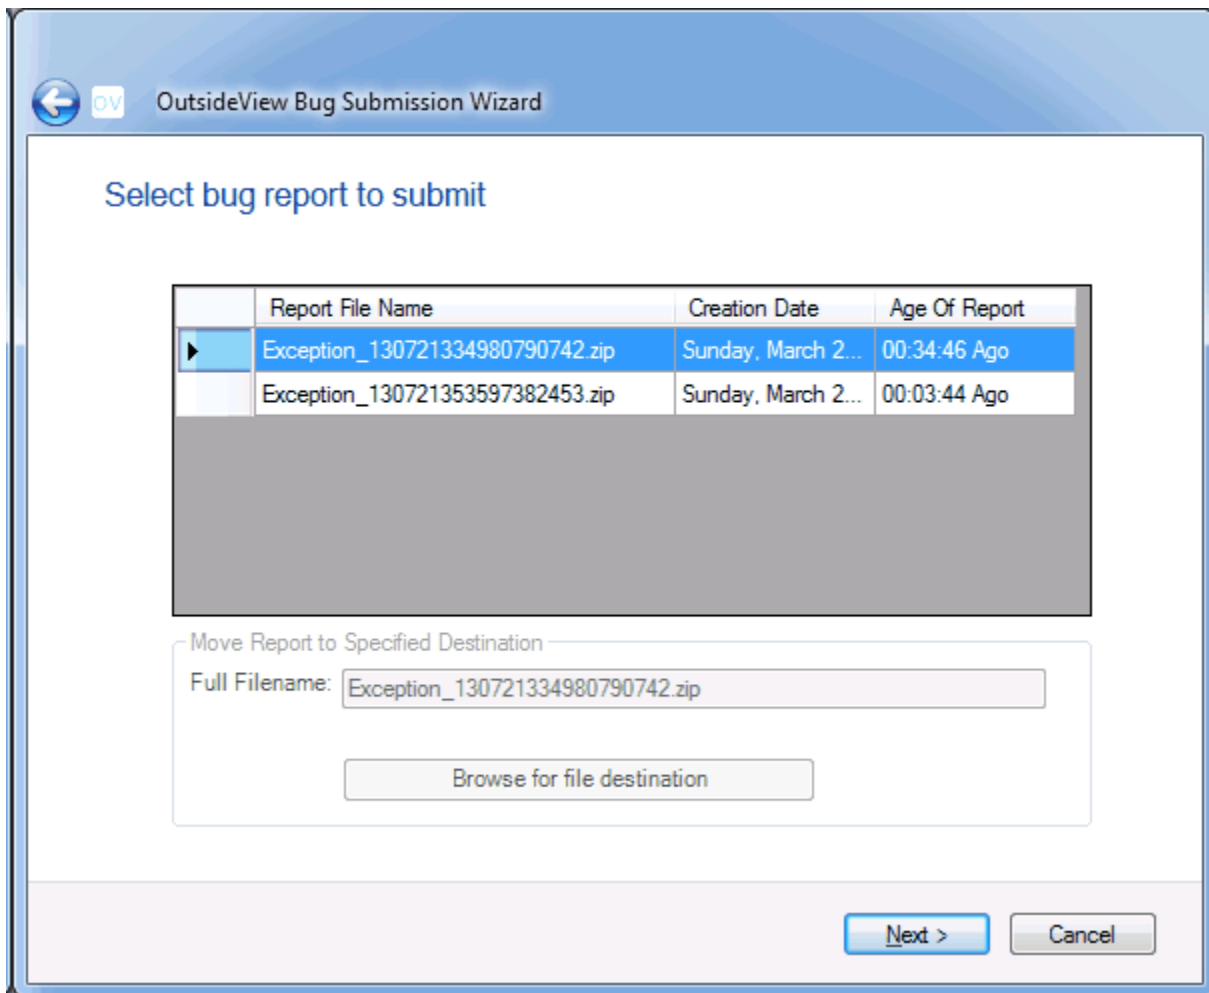 OV OutsideView Bug Submission Wizard
Select bug report to submit
Report File Name Creation Date Age Of Report
Exception_130721334980790742.zip Sunday, March 2... 00:34:46 Ago
Exception_130721353597382453.zip Sunday, March 2... 00:03:44 Ago
Move Report to Specified Destination
Full Filename: Exception_130721334980790742.zip
Browse for file destination
Next > Cancel